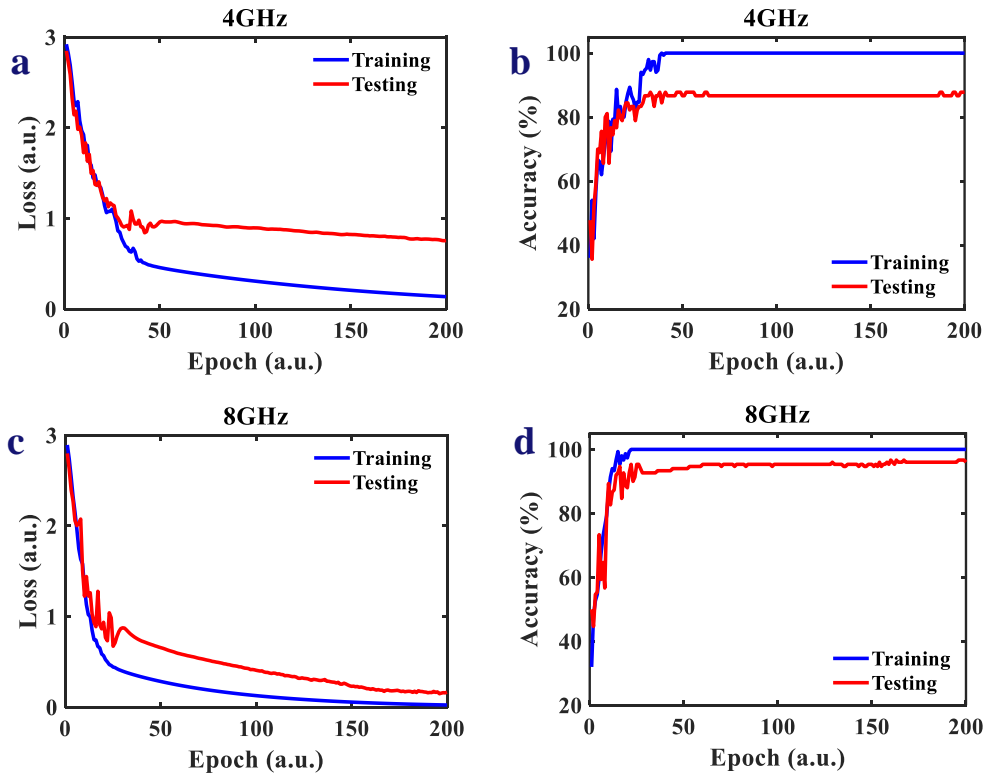 4GHz
a
3
2
1
0
Loss (a.u.)
Training
Testing
0 50 100 150 200
Epoch (a.u.)
4GHz
b
100
80
60
40
20
Accuracy (%)
Training
Testing
0 50 100 150 200
Epoch (a.u.)
8GHz
c
3
2
1
0
Loss (a.u.)
Training
Testing
0 50 100 150 200
Epoch (a.u.)
8GHz
d
100
80
60
40
20
Accuracy (%)
Training
Testing
0 50 100 150 200
Epoch (a.u.)